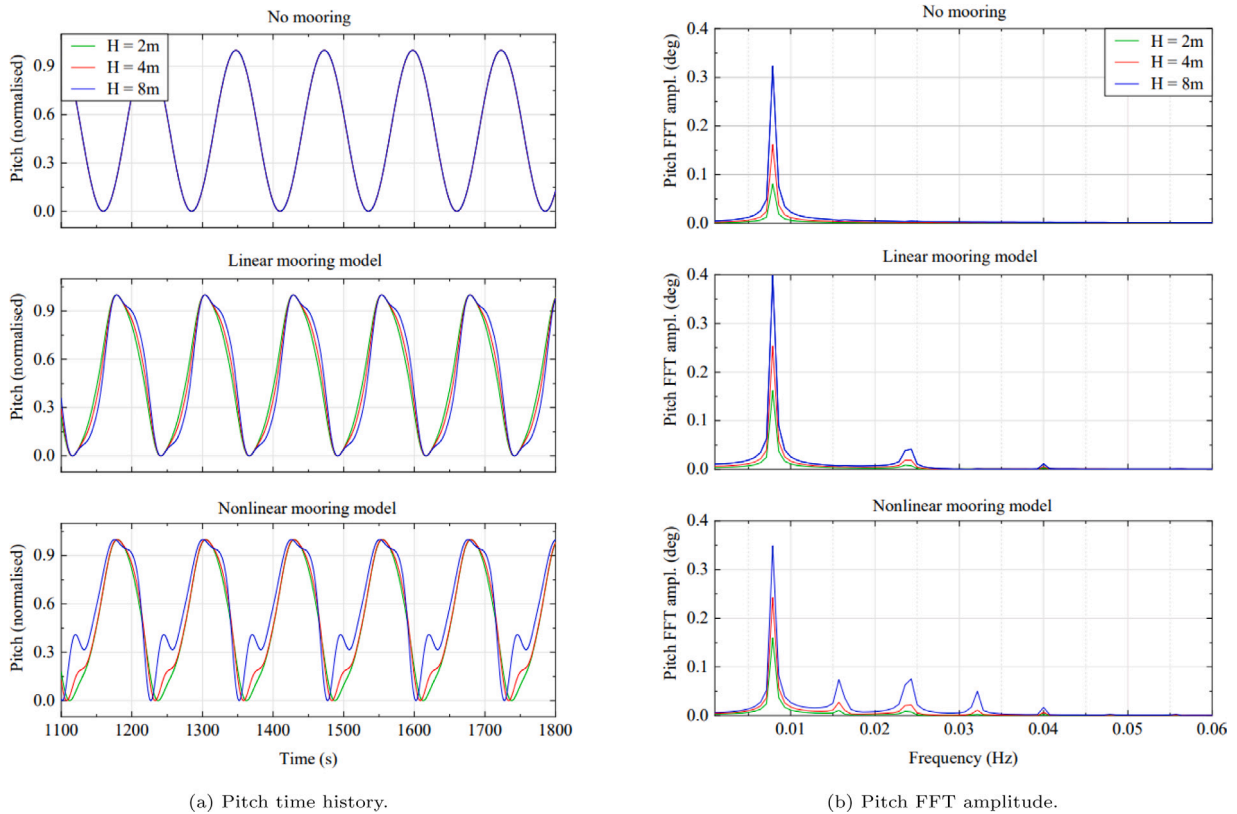 No mooring
H = 2m
H = 4m
H = 8m
Pitch (normalised)
0.9
0.6
0.3
0.0
Linear mooring model
Pitch (normalised)
0.9
0.6
0.3
0.0
Nonlinear mooring model
Pitch (normalised)
0.9
0.6
0.3
0.0
1100 1200 1300 1400 1500 1600 1700 1800
Time (s)
(a) Pitch time history.
No mooring
H = 2m
H = 4m
H = 8m
Pitch FFT ampl. (deg)
0.4
0.3
0.2
0.1
0.0
Linear mooring model
Pitch FFT ampl. (deg)
0.4
0.3
0.2
0.1
0.0
Nonlinear mooring model
Pitch FFT ampl. (deg)
0.4
0.3
0.2
0.1
0.0
0.01 0.02 0.03 0.04 0.05 0.06
Frequency (Hz)
(b) Pitch FFT amplitude.